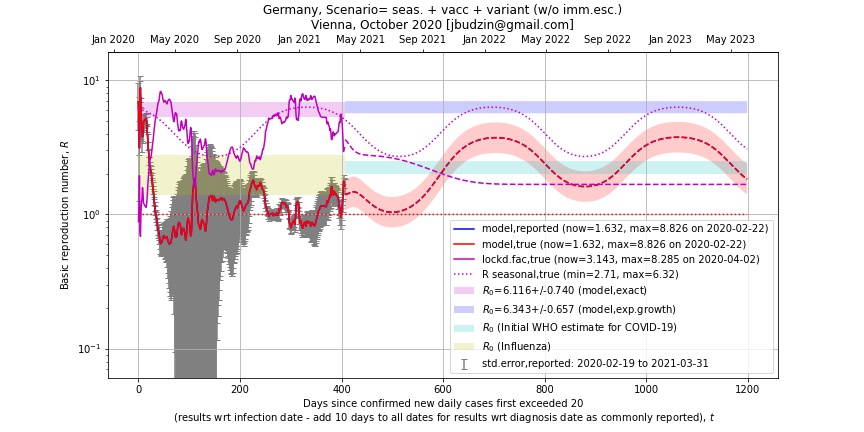 Germany, Scenario= seas. + vacc + variant (w/o imm.esc.)
Vienna, October 2020 [jbudzin@gmail.com]
Jan 2020 May 2020 Sep 2020 Jan 2021 May 2021 Sep 2021 Jan 2022 May 2022 Sep 2022 Jan 2023 May 2023
Basic reproduction number, R
10¹
10⁰
10⁻¹
model,reported (now=1.632, max=8.826 on 2020-02-22)
model,true (now=1.632, max=8.826 on 2020-02-22)
lockd.fac,true (now=3.143, max=8.285 on 2020-04-02)
R seasonal,true (min=2.71, max=6.32)
R₀=6.116+/-0.740 (model,exact)
R₀=6.343+/-0.657 (model,exp.growth)
R₀ (Initial WHO estimate for COVID-19)
R₀ (Influenza)
std.error,reported: 2020-02-19 to 2021-03-31
0 200 400 600 800 1000 1200
Days since confirmed new daily cases first exceeded 20
(results wrt infection date - add 10 days to all dates for results wrt diagnosis date as commonly reported), t